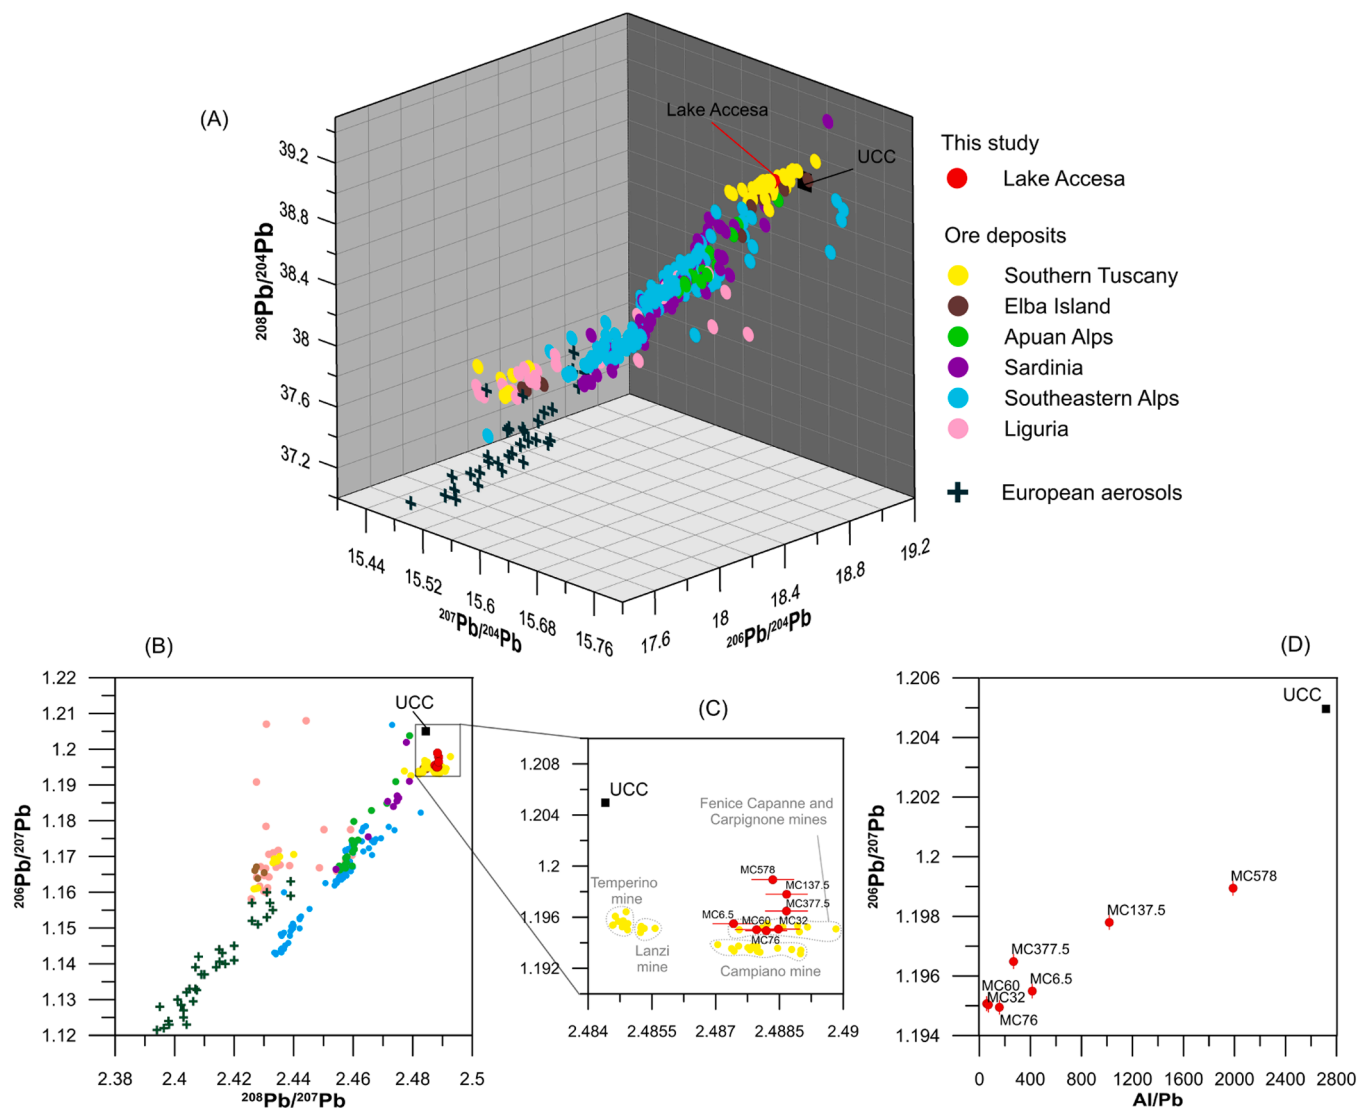 (A)
Lake Accesa
UCC
39.2
38.8
38.4
38
37.6
37.2
²⁰⁸Pb/²⁰⁴Pb
15.44
15.52
15.6
15.68
15.76
²⁰⁷Pb/²⁰⁴Pb
17.6
18
18.4
18.8
19.2
²⁰⁶Pb/²⁰⁴Pb
This study
Lake Accesa
Ore deposits
Southern Tuscany
Elba Island
Apuan Alps
Sardinia
Southeastern Alps
Liguria
European aerosols
(B)
1.22
1.21
1.2
1.19
1.18
1.17
1.16
1.15
1.14
1.13
1.12
²⁰⁶Pb/²⁰⁷Pb
UCC
2.38
2.4
2.42
2.44
2.46
2.48
2.5
²⁰⁸Pb/²⁰⁷Pb
(C)
1.208
1.204
1.2
1.196
1.192
UCC
Fenice Capanne and
Carpignone mines
Temperino
mine
Lanzi
mine
Campiano mine
MC578
MC137.5
MC377.5
MC6.5
MC60
MC32
MC76
2.484
2.4855
2.487
2.4885
2.49
(D)
1.206
1.204
1.202
1.2
1.198
1.196
1.194
²⁰⁶Pb/²⁰⁷Pb
UCC
MC578
MC137.5
MC377.5
MC6.5
MC60
MC32
MC76
0
400
800
1200
1600
2000
2400
2800
Al/Pb